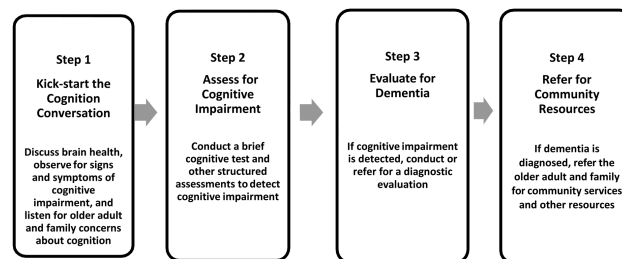 Step 1
Kick-start the
Cognition
Conversation
Discuss brain health,
observe for signs
and symptoms of
cognitive
impairment, and
listen for older adult
and family concerns
about cognition
Step 2
Assess for
Cognitive
Impairment
Conduct a brief
cognitive test and
other structured
assessments to detect
cognitive impairment
Step 3
Evaluate for
Dementia
If cognitive impairment
is detected, conduct or
refer for a diagnostic
evaluation
Step 4
Refer for
Community
Resources
If dementia is
diagnosed, refer the
older adult and family
for community services
and other resources